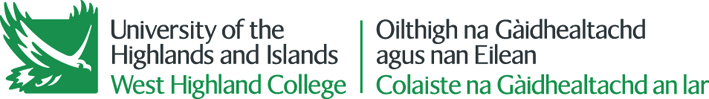 University of the
Highlands and Islands
West Highland College
Oilthigh na Gàidhealtachd
agus nan Eilean
Colaiste na Gàidhealtachd an Iar